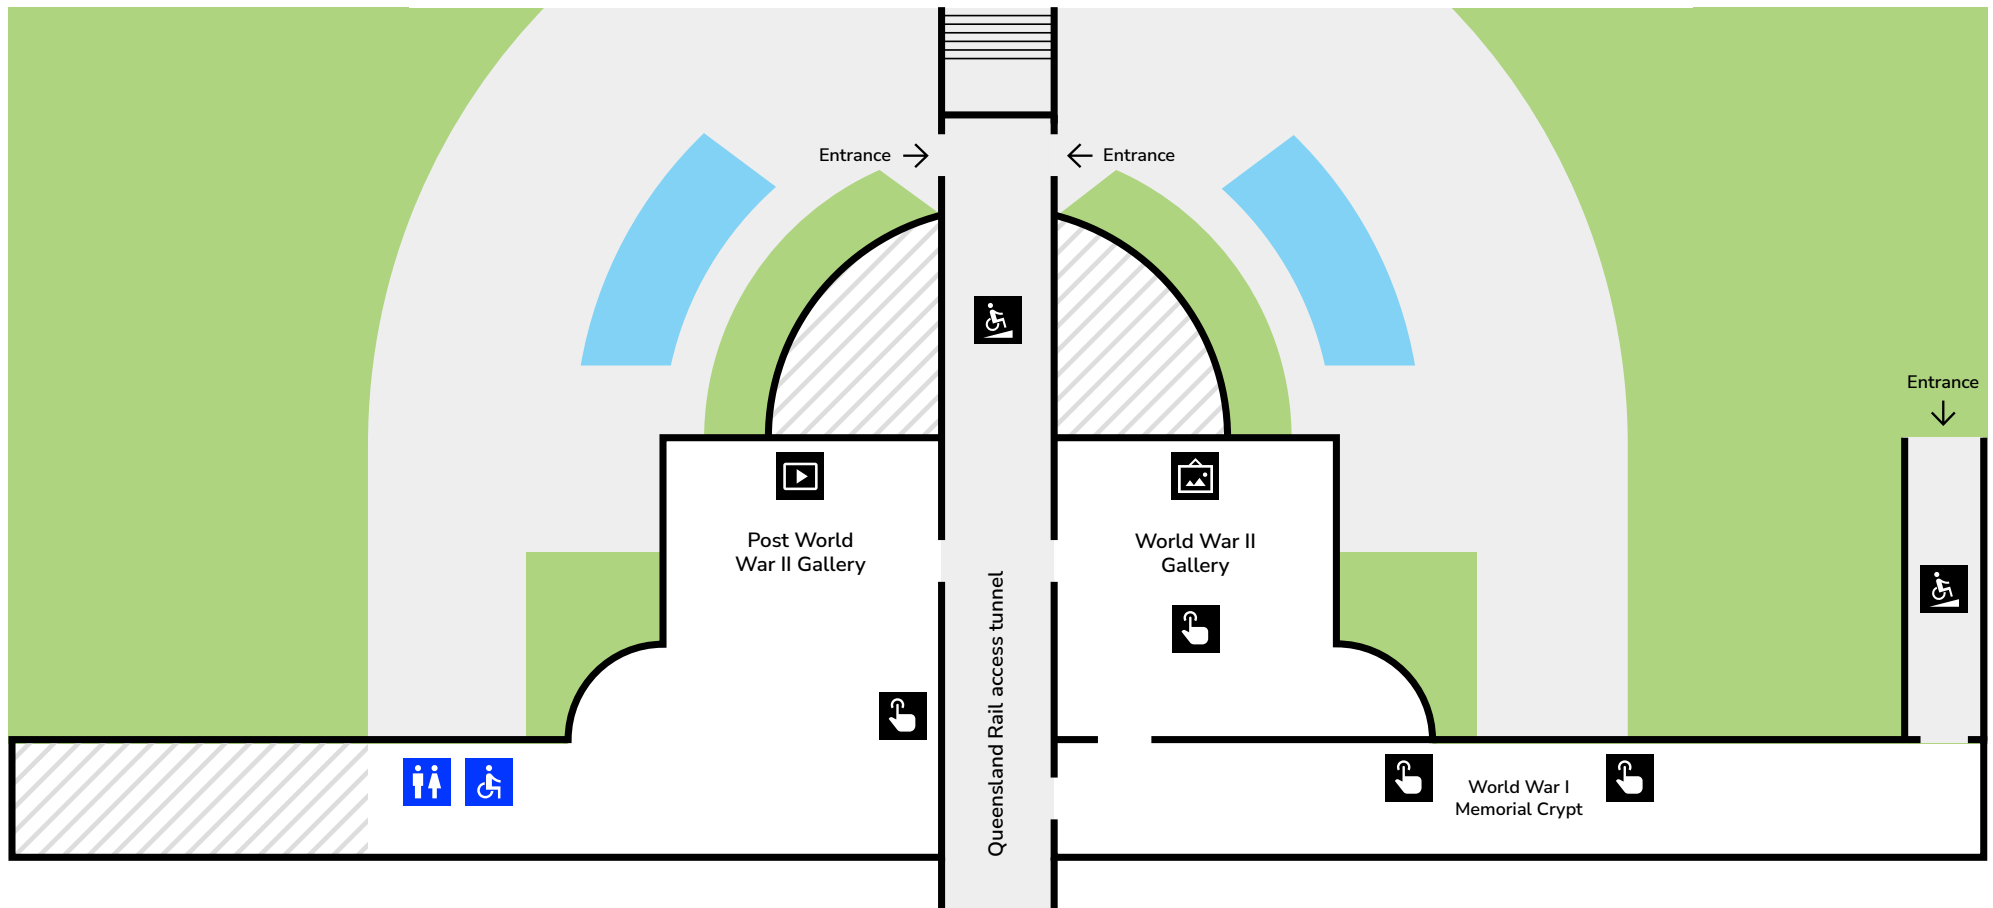 Entrance
Entrance
Entrance
Post World
War II Gallery
World War II
Gallery
Queensland Rail access tunnel
World War I
Memorial Crypt